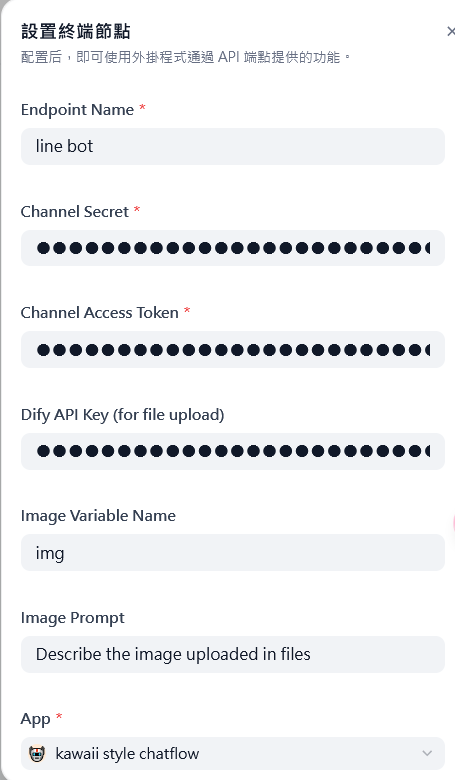 設置終端節點
配置后，即可使用外掛程式通過 API 端點提供的功能。
Endpoint Name *
line bot
Channel Secret *
Channel Access Token *
Dify API Key (for file upload)
Image Variable Name
img
Image Prompt
Describe the image uploaded in files
App *
kawaii style chatflow